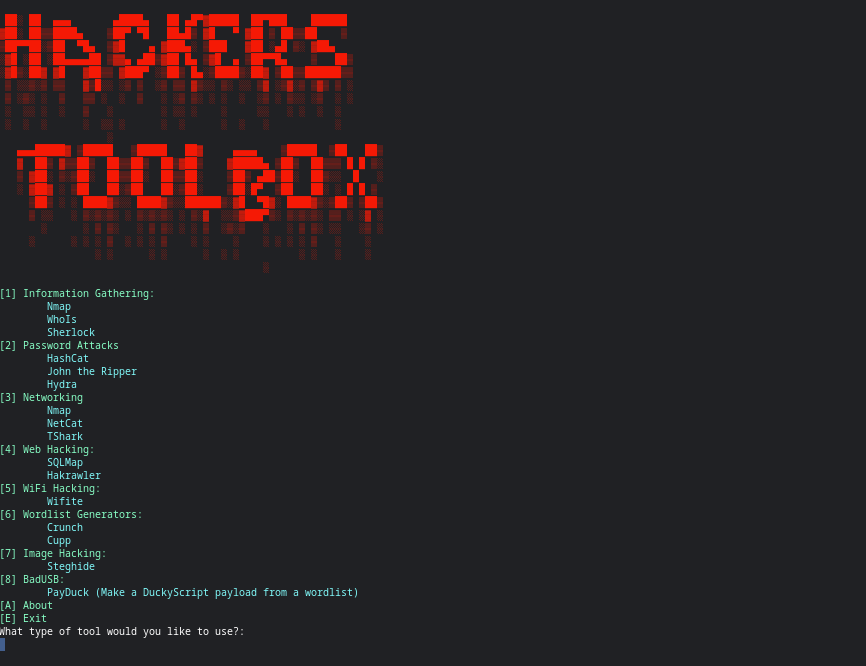 HACKERS
TOOLBOX
[1] Information Gathering:
Nmap
WhoIs
Sherlock
[2] Password Attacks
HashCat
John the Ripper
Hydra
[3] Networking
Nmap
NetCat
TShark
[4] Web Hacking:
SQLMap
Hakrawler
[5] WiFi Hacking:
Wifite
[6] Wordlist Generators:
Crunch
Cupp
[7] Image Hacking:
Steghide
[8] BadUSB:
PayDuck (Make a DuckyScript payload from a wordlist)
[A] About
[E] Exit
What type of tool would you like to use?: